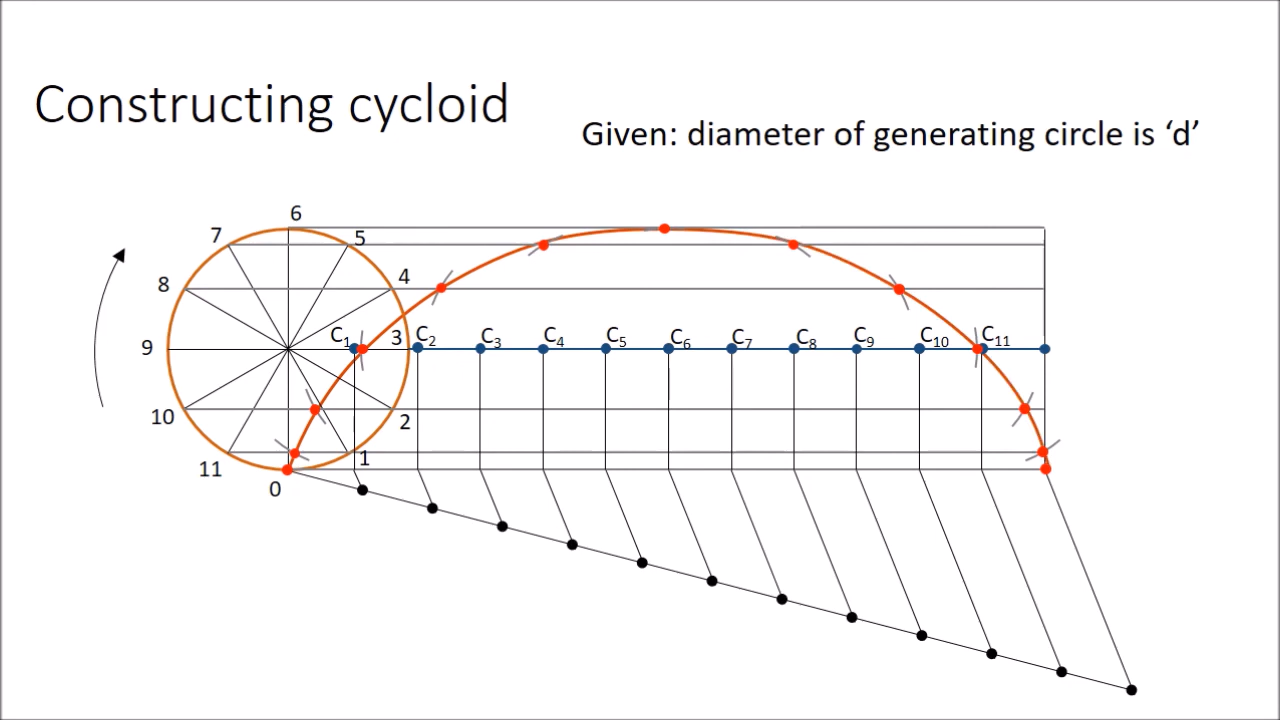 Constructing cycloid
Given: diameter of generating circle is ‘d’
6
7
5
8
4
9
C1
3
C2
C3
C4
C5
C6
C7
C8
C9
C10
C11
10
2
11
1
0